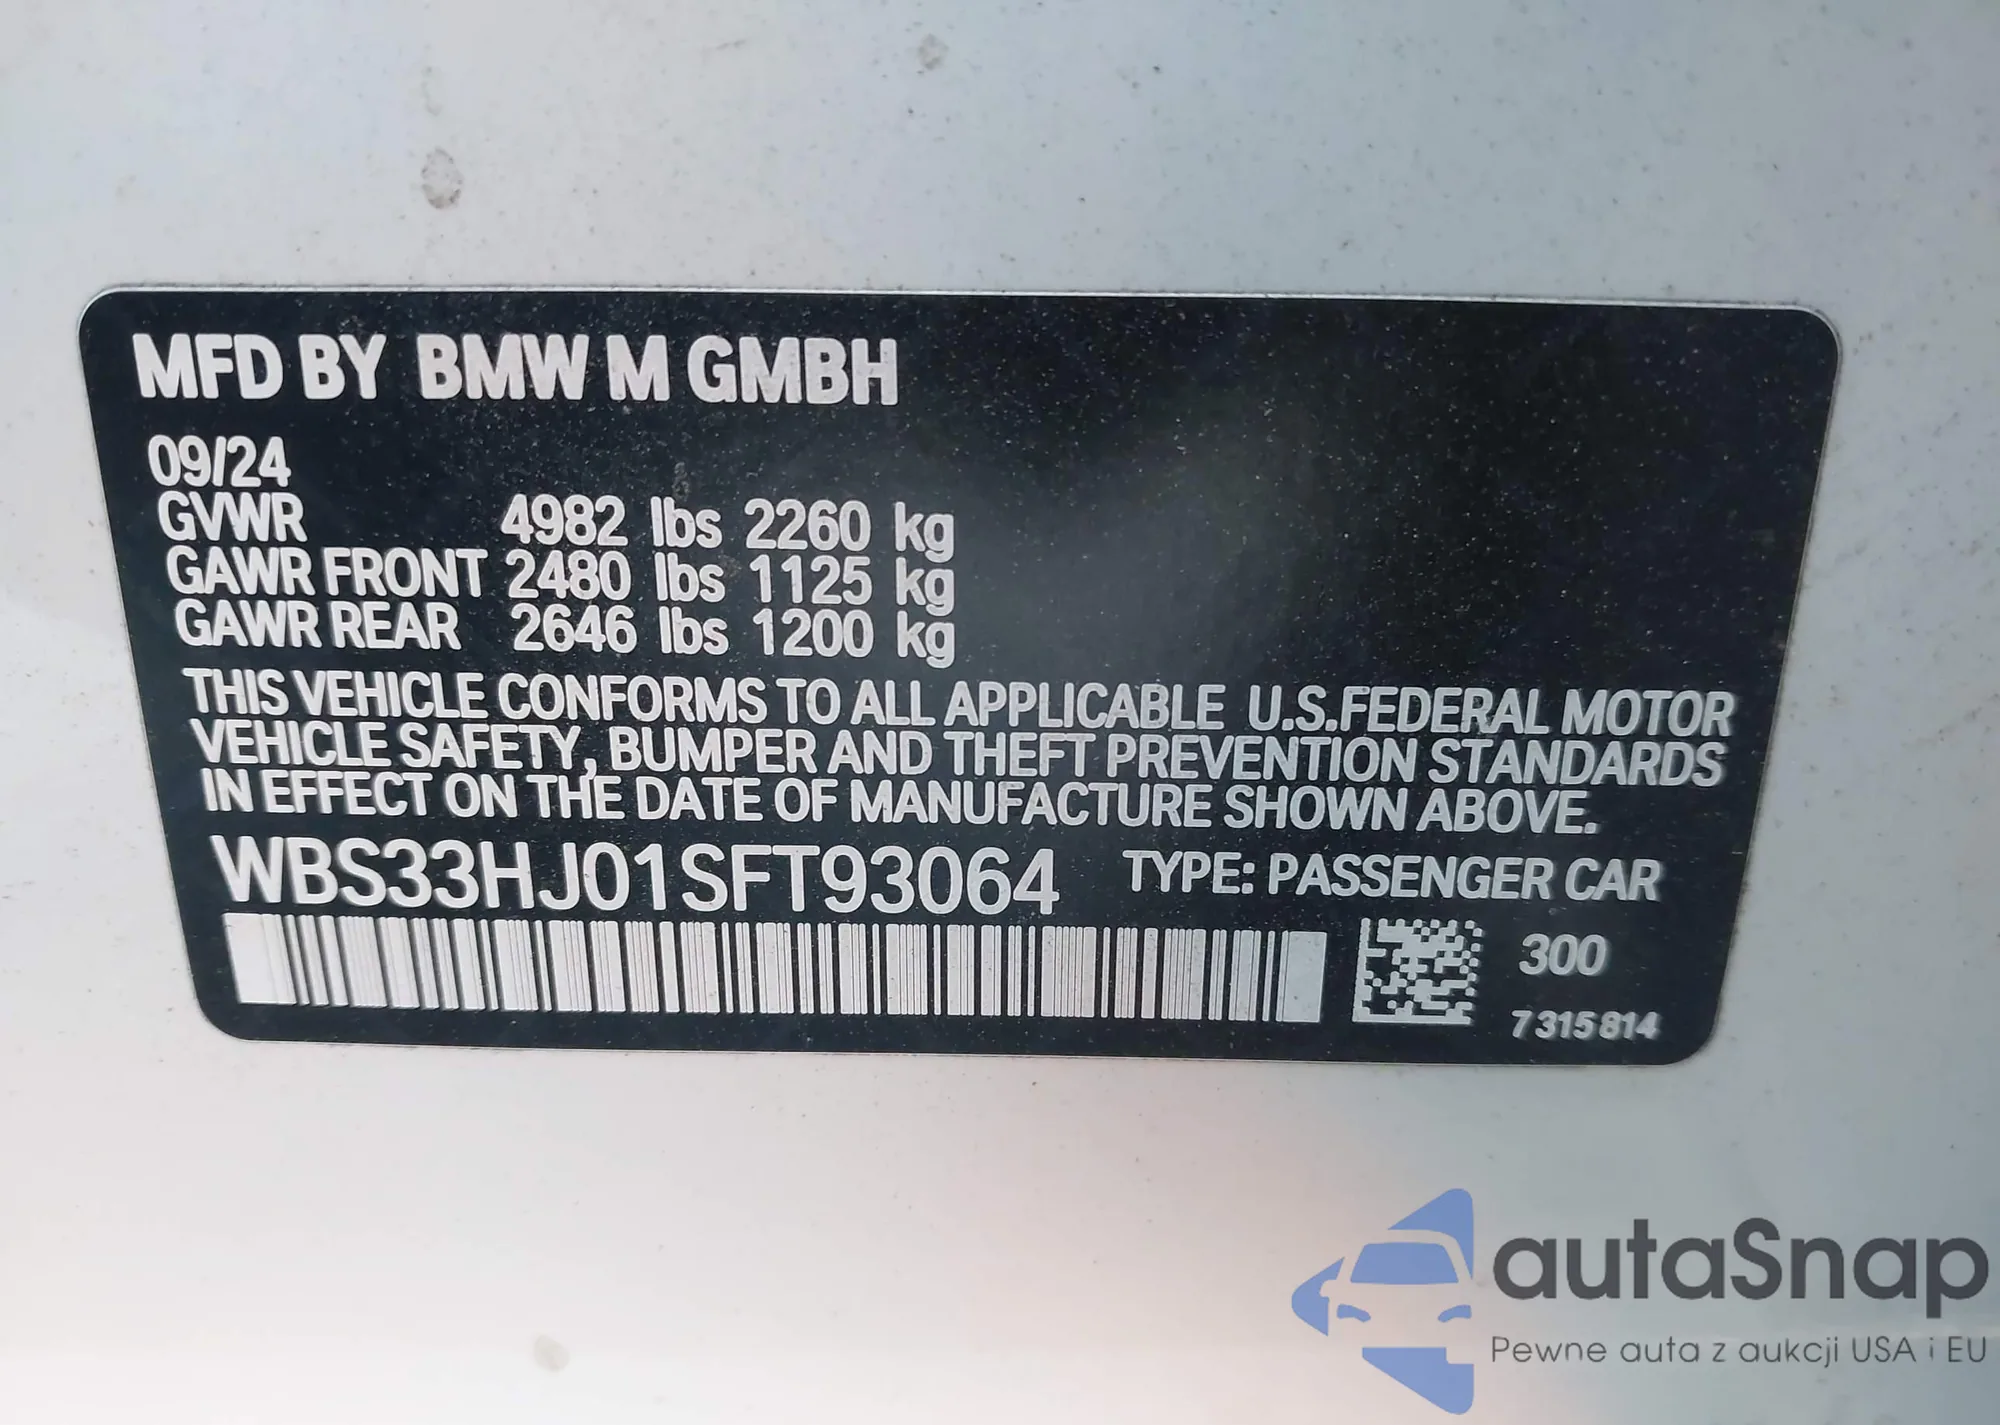 MFD BY BMW M GMBH
09/24
GVWR 4982 lbs 2260 kg
GAWR FRONT 2480 lbs 1125 kg
GAWR REAR 2646 lbs 1200 kg
THIS VEHICLE CONFORMS TO ALL APPLICABLE U.S.FEDERAL MOTOR
VEHICLE SAFETY, BUMPER AND THEFT PREVENTION STANDARDS
IN EFFECT ON THE DATE OF MANUFACTURE SHOWN ABOVE.
WBS33HJ01SFT93064 TYPE: PASSENGER CAR
300
7 315 814
autaSnap
Pewne auta z aukcji USA i EU